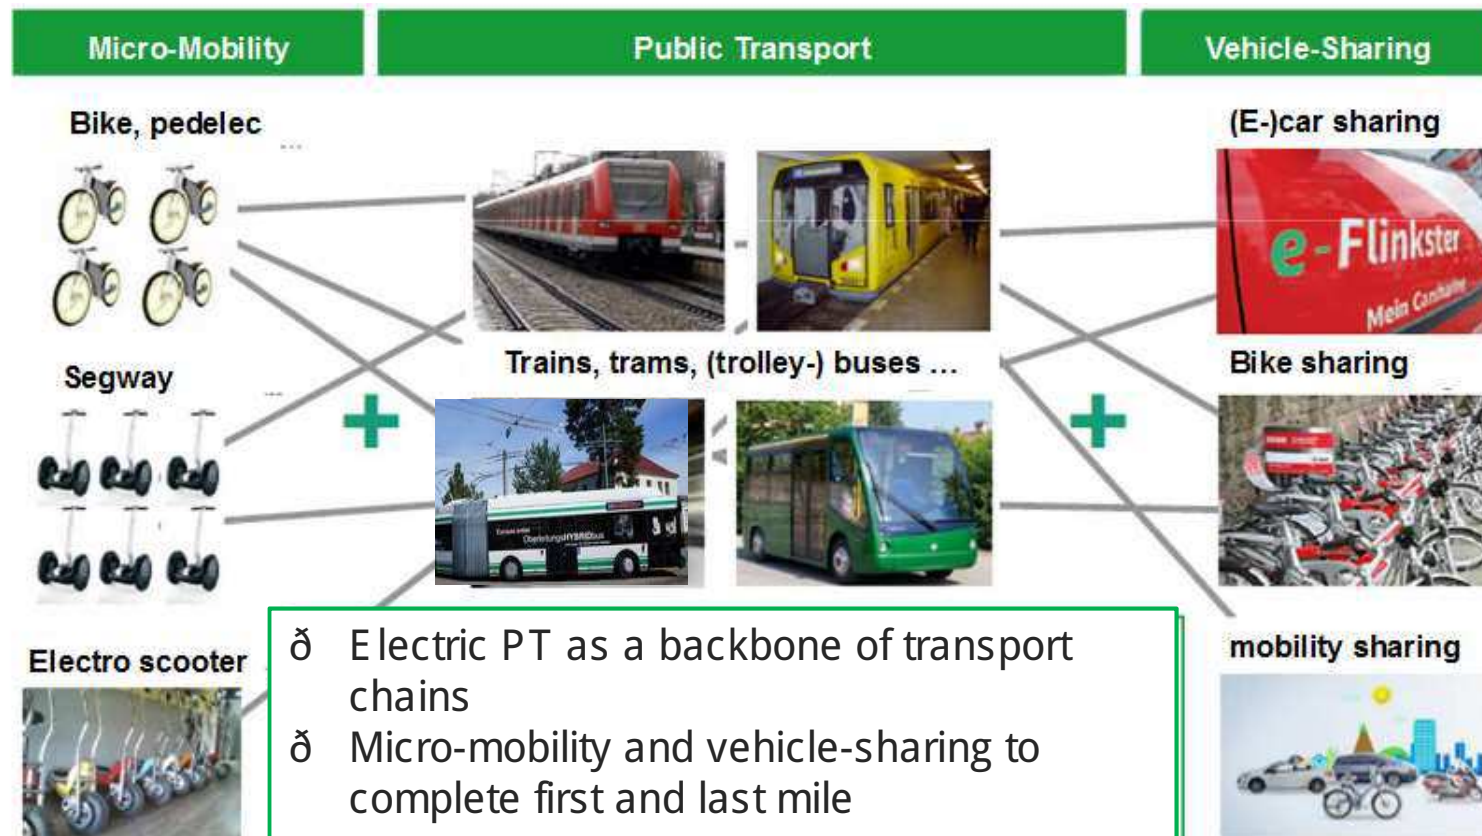 Micro-Mobility
Public Transport
Vehicle-Sharing
Bike, pedelec
...
(E-)car sharing
e-Flinkster
Trains, trams, (trolley-) buses ...
Segway
...
Bike sharing
ÜberleitungsHYBRIDbus
Electro scooter
ð Electric PT as a backbone of transport
chains
ð Micro-mobility and vehicle-sharing to
complete first and last mile
mobility sharing